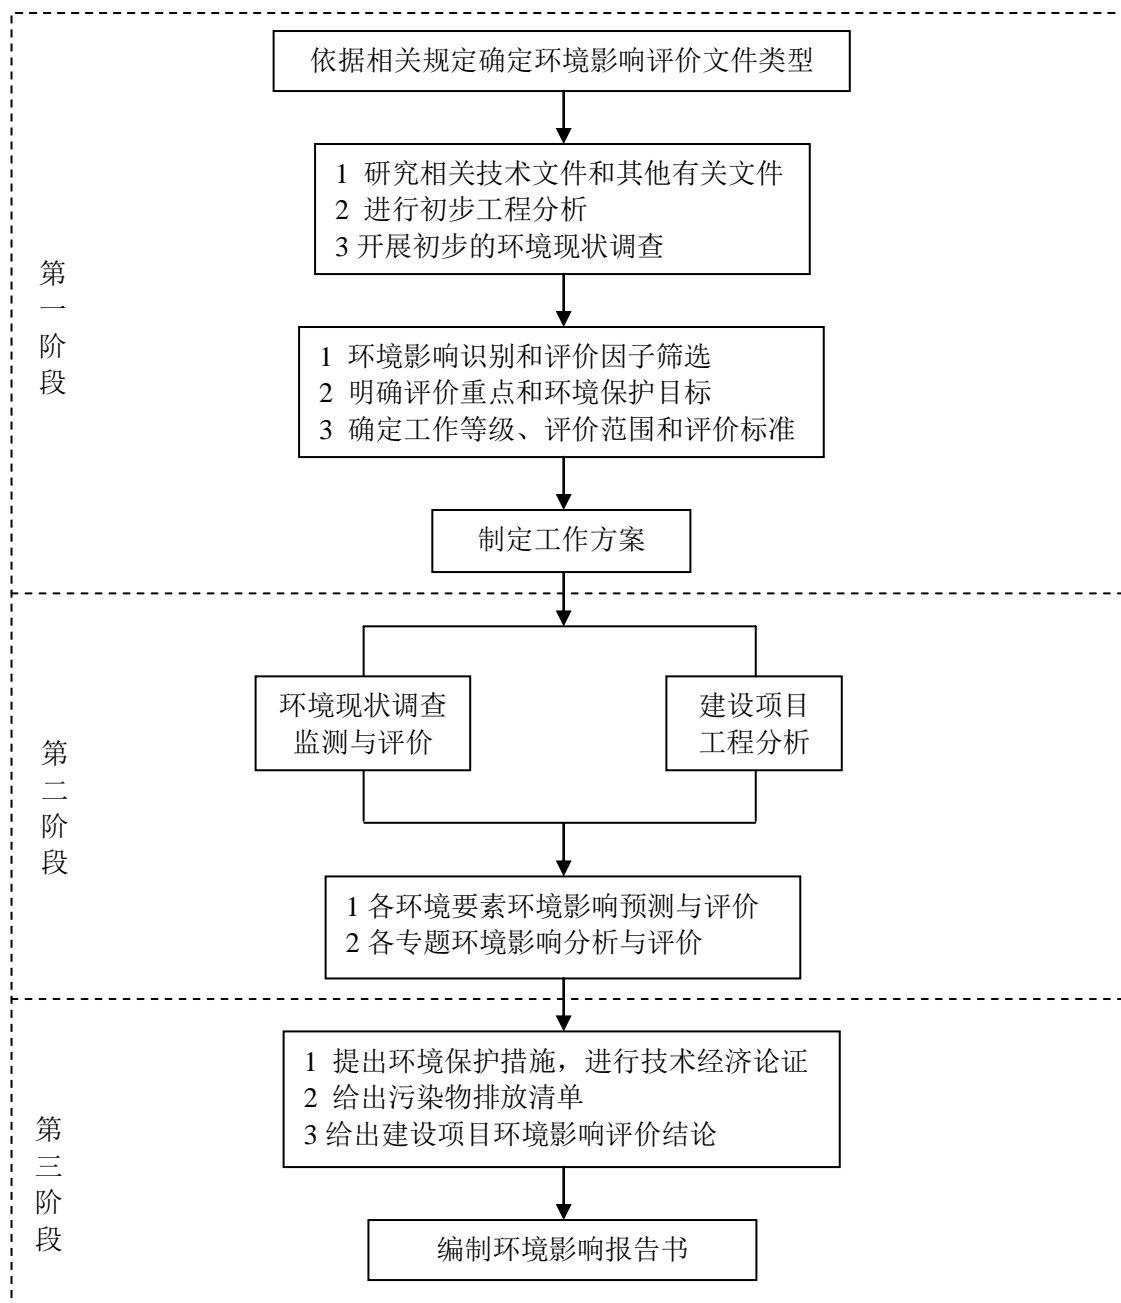 依据相关规定确定环境影响评价文件类型
1 研究相关技术文件和其他有关文件
2 进行初步工程分析
3 开展初步的环境现状调查
第一阶段
1 环境影响识别和评价因子筛选
2 明确评价重点和环境保护目标
3 确定工作等级、评价范围和评价标准
制定工作方案
环境现状调查
监测与评价
建设项目
工程分析
第二阶段
1 各环境要素环境影响预测与评价
2 各专题环境影响分析与评价
1 提出环境保护措施，进行技术经济论证
2 给出污染物排放清单
3 给出建设项目环境影响评价结论
第三阶段
编制环境影响报告书